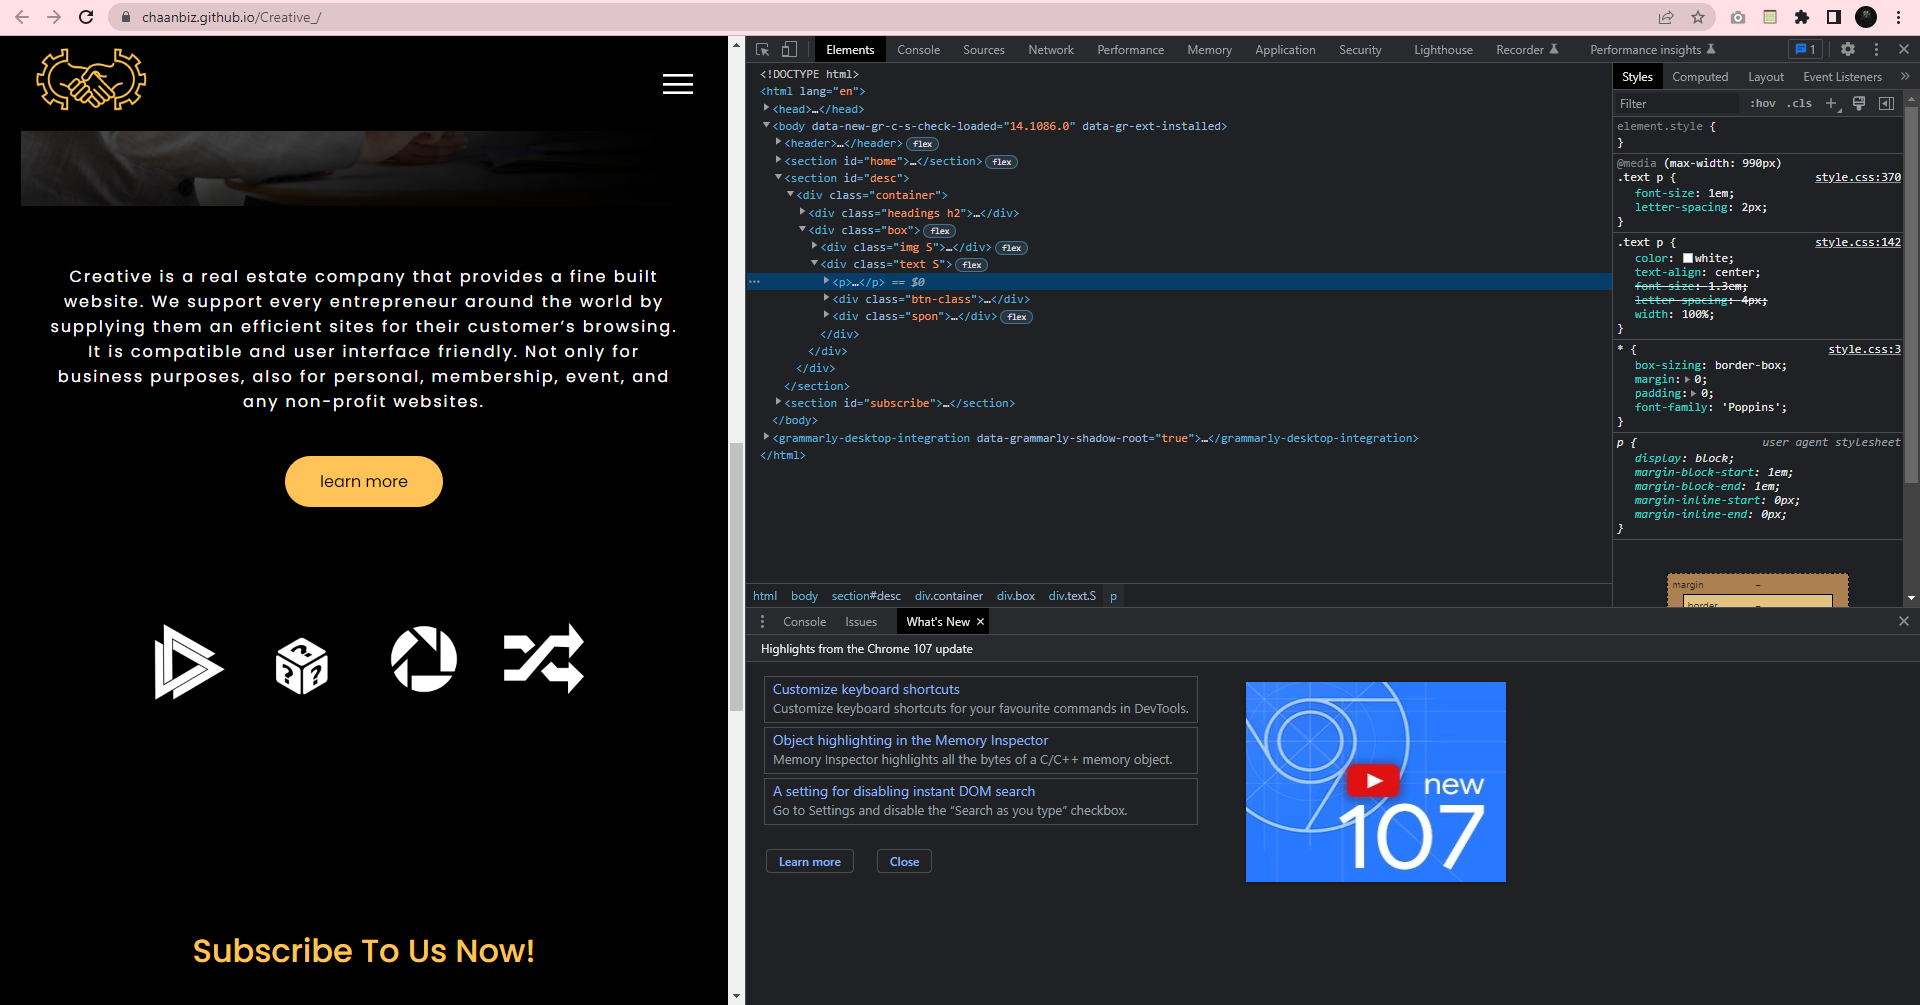 chaanbiz.github.io/Creative_/
Creative is a real estate company that provides a fine built
website. We support every entrepreneur around the world by
supplying them an efficient sites for their customer’s browsing.
It is compatible and user interface friendly. Not only for
business purposes, also for personal, membership, event, and
any non-profit websites.
learn more
? ? ?
Subscribe To Us Now!
Elements Console Sources Network Performance Memory Application Security Lighthouse Recorder Performance insights 1
<!DOCTYPE html>
<html lang="en">
<head>…</head>
<body data-new-gr-c-s-check-loaded="14.1086.0" data-gr-ext-installed>
<header>…</header> flex
<section id="home">…</section> flex
<section id="desc">
<div class="container">
<div class="headings h2">…</div>
<div class="box"> flex
<div class="img S">…</div> flex
<div class="text S"> flex
<p>…</p> == $0
<div class="btn-class">…</div>
<div class="spon">…</div> flex
</div>
</div>
</div>
</section>
<section id="subscribe">…</section>
</body>
<grammarly-desktop-integration data-grammarly-shadow-root="true">…</grammarly-desktop-integration>
</html>
html body section#desc div.container div.box div.text.S p
Styles Computed Layout Event Listeners »
Filter :hov .cls +
element.style {
}
@media (max-width: 990px)
.text p { style.css:370
font-size: 1em;
letter-spacing: 2px;
}
.text p { style.css:142
color: white;
text-align: center;
font-size: 1.3em;
letter-spacing: 4px;
width: 100%;
}
* { style.css:3
box-sizing: border-box;
margin: 0;
padding: 0;
font-family: 'Poppins';
}
p { user agent stylesheet
display: block;
margin-block-start: 1em;
margin-block-end: 1em;
margin-inline-start: 0px;
margin-inline-end: 0px;
}
margin –
border –
Console Issues What's New ×
Highlights from the Chrome 107 update
Customize keyboard shortcuts
Customize keyboard shortcuts for your favourite commands in DevTools.
Object highlighting in the Memory Inspector
Memory Inspector highlights all the bytes of a C/C++ memory object.
A setting for disabling instant DOM search
Go to Settings and disable the “Search as you type” checkbox.
Learn more Close
new
107